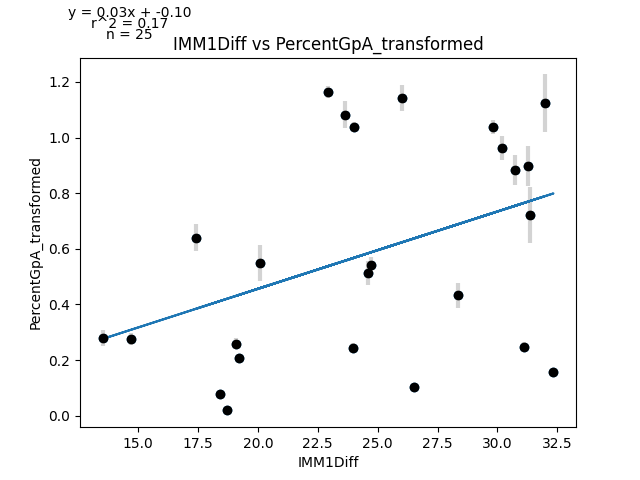 y = 0.03x + -0.10
r^2 = 0.17
n = 25
IMM1Diff vs PercentGpA_transformed
PercentGpA_transformed
1.2
1.0
0.8
0.6
0.4
0.2
0.0
15.0 17.5 20.0 22.5 25.0 27.5 30.0 32.5
IMM1Diff